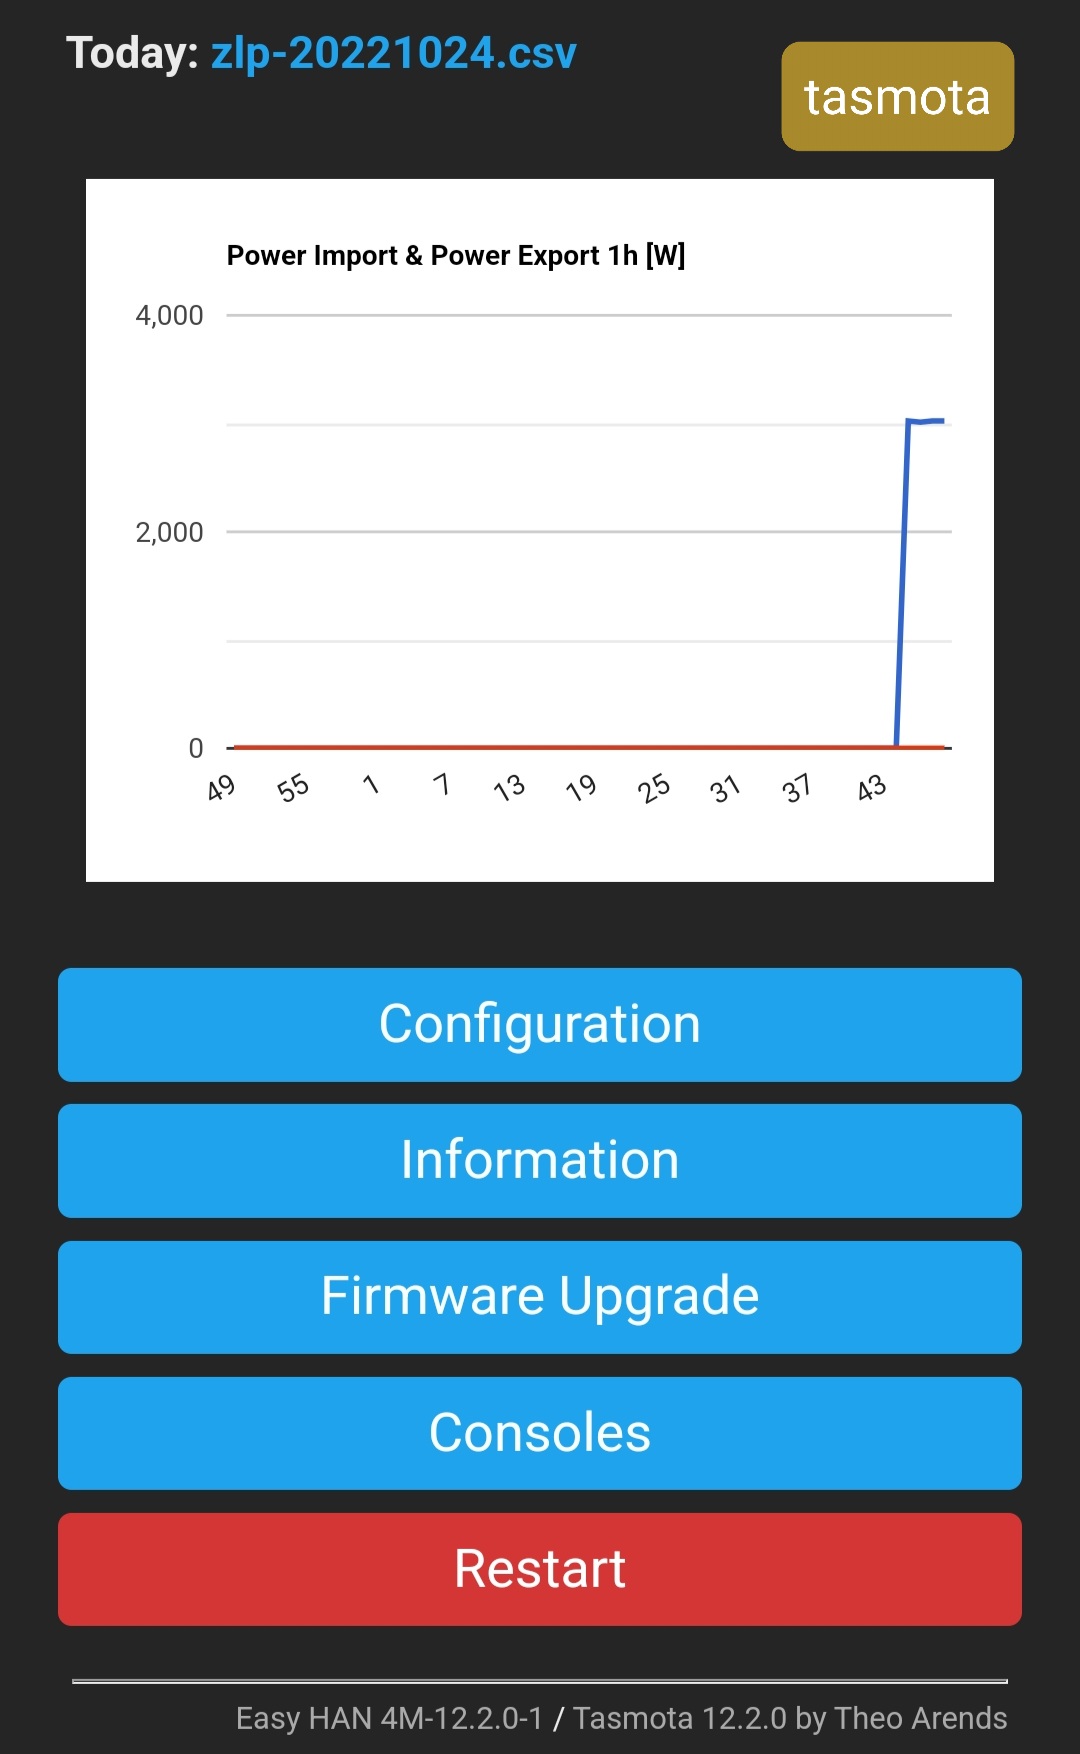 Today: zlp-20221024.csv
tasmota
Power Import & Power Export 1h [W]
4,000
2,000
0
49 55 1 7 13 19 25 31 37 43
Configuration
Information
Firmware Upgrade
Consoles
Restart
Easy HAN 4M-12.2.0-1 / Tasmota 12.2.0 by Theo Arends